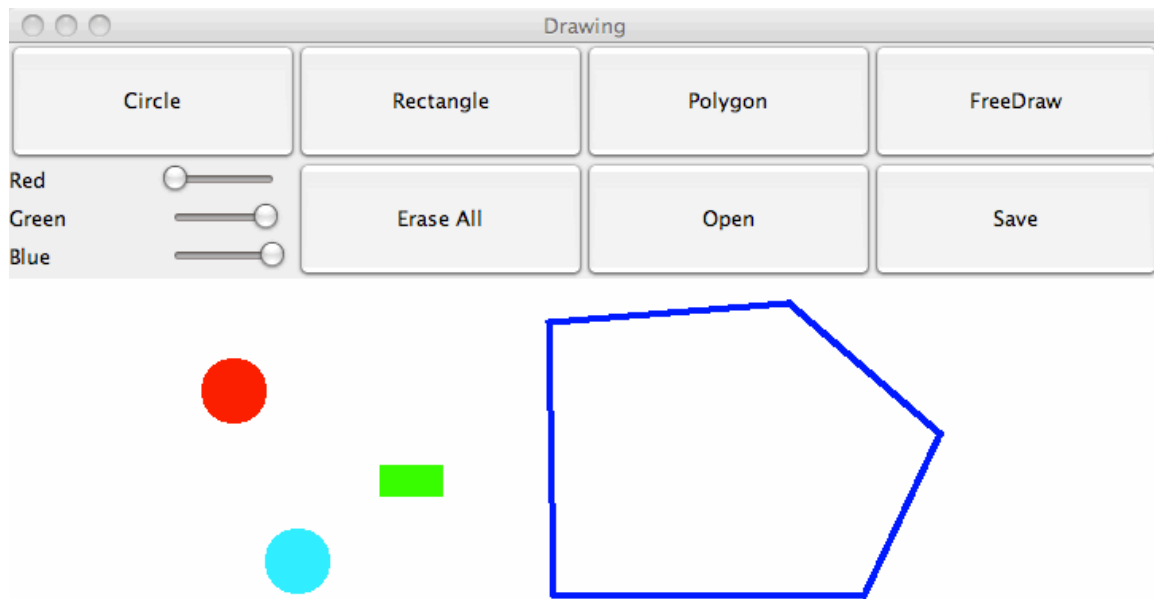 Drawing
Circle Rectangle Polygon FreeDraw
Red
Green
Blue
Erase All Open Save